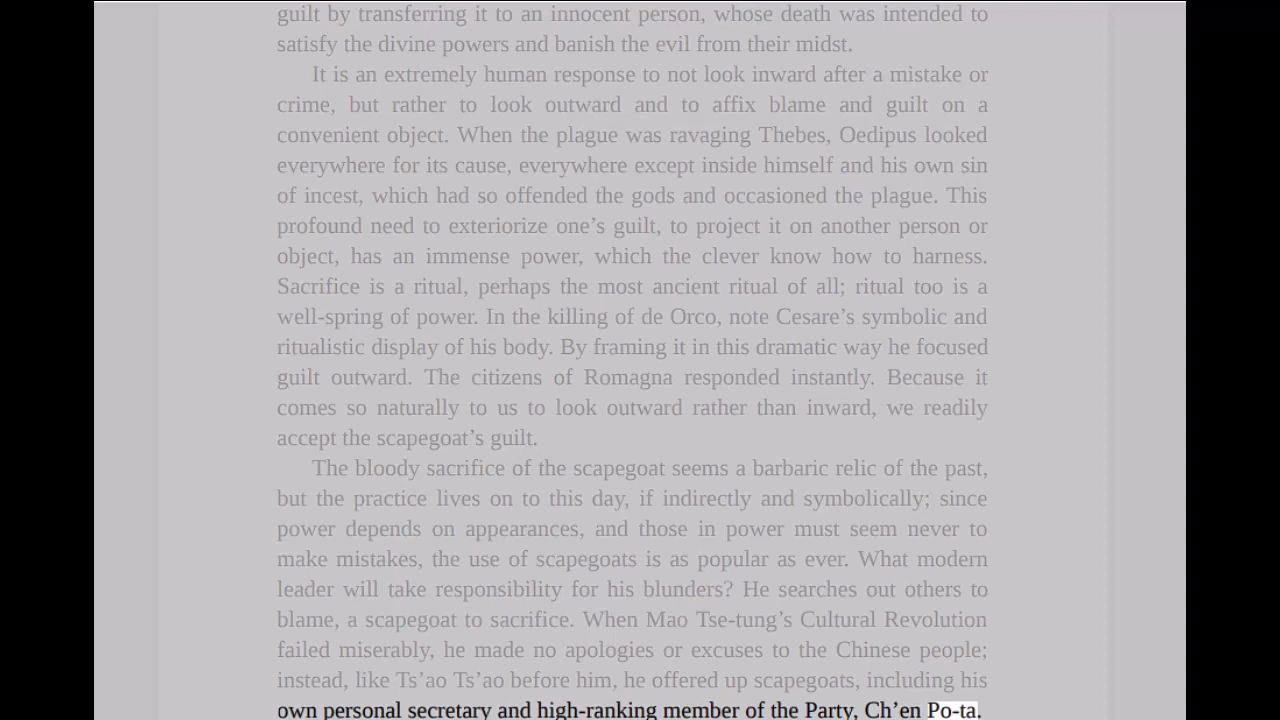 guilt by transferring it to an innocent person, whose death was intended to
satisfy the divine powers and banish the evil from their midst.
It is an extremely human response to not look inward after a mistake or
crime, but rather to look outward and to affix blame and guilt on a
convenient object. When the plague was ravaging Thebes, Oedipus looked
everywhere for its cause, everywhere except inside himself and his own sin
of incest, which had so offended the gods and occasioned the plague. This
profound need to exteriorize one’s guilt, to project it on another person or
object, has an immense power, which the clever know how to harness.
Sacrifice is a ritual, perhaps the most ancient ritual of all; ritual too is a
well-spring of power. In the killing of de Orco, note Cesare’s symbolic and
ritualistic display of his body. By framing it in this dramatic way he focused
guilt outward. The citizens of Romagna responded instantly. Because it
comes so naturally to us to look outward rather than inward, we readily
accept the scapegoat’s guilt.
The bloody sacrifice of the scapegoat seems a barbaric relic of the past,
but the practice lives on to this day, if indirectly and symbolically; since
power depends on appearances, and those in power must seem never to
make mistakes, the use of scapegoats is as popular as ever. What modern
leader will take responsibility for his blunders? He searches out others to
blame, a scapegoat to sacrifice. When Mao Tse-tung’s Cultural Revolution
failed miserably, he made no apologies or excuses to the Chinese people;
instead, like Ts’ao Ts’ao before him, he offered up scapegoats, including his
own personal secretary and high-ranking member of the Party, Ch’en Po-ta.